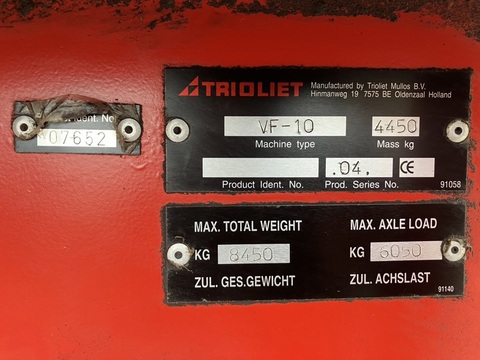 ident. No.
07652
TRIOLIET
Manufactured by Trioliet Mullos B.V.
Hinmanweg 19 7575 BE Oldenzaal Holland
VF-10 4450
Machine type Mass kg
.04. CE
Product Ident. No. Prod. Series No. 91058
MAX. TOTAL WEIGHT MAX. AXLE LOAD
KG 8450 KG 6050
ZUL. GES.GEWICHT ZUL. ACHSLAST
91140